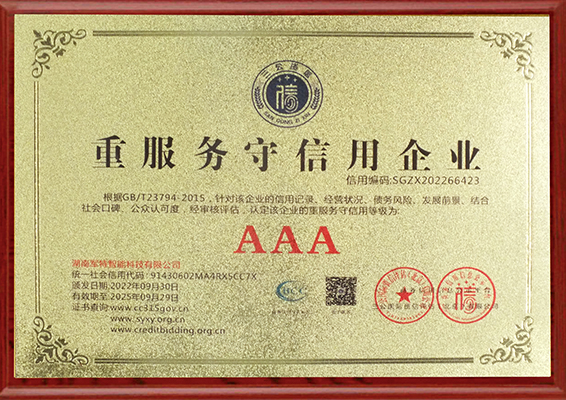 重服务守信用企业
信用编码:SGZX202266423
根据GB/T23794-2015，针对该企业的信用记录、经营状况、债务风险、发展前景、结合
社会口碑、公众认可度，经审核评估，认定该企业的重服务守信用等级为:
AAA
湖南军特智能科技有限公司
统一社会信用代码：91430602MA4RX5CC7X
颁发日期:2022年09月30日
有效期至:2025年09月29日
证书查询:www.cc315gov.cn
www.syxy.org.cn
www.creditbidding.org.cn